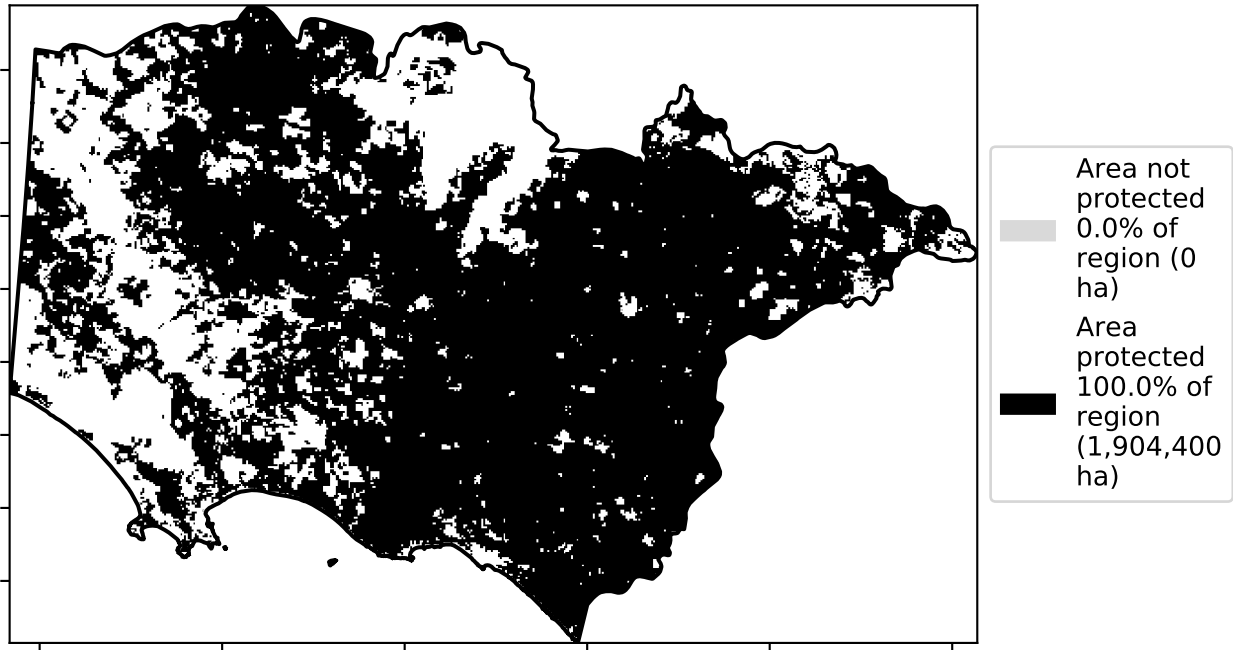 Area not
protected
0.0% of
region (0
ha)
Area
protected
100.0% of
region
(1,904,400
ha)